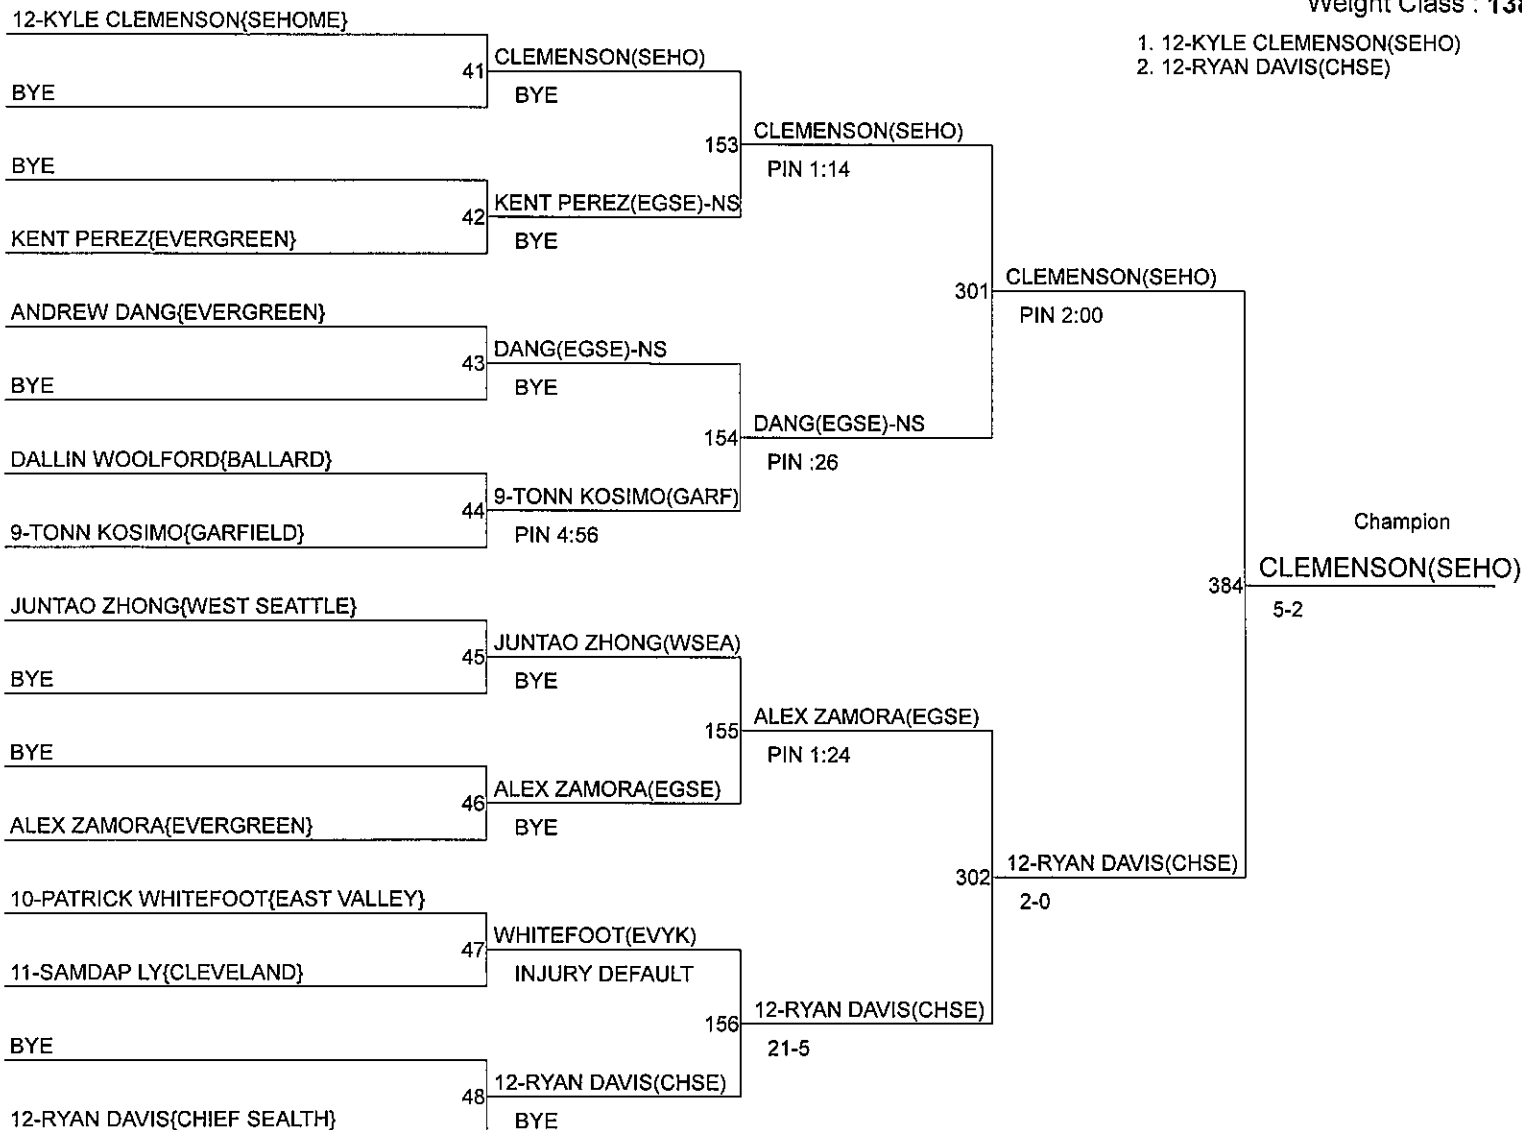 Weight Class : 138
1. 12-KYLE CLEMENSON(SEHO)
2. 12-RYAN DAVIS(CHSE)
12-KYLE CLEMENSON{SEHOME}
41
CLEMENSON(SEHO)
BYE
BYE
153
CLEMENSON(SEHO)
PIN 1:14
BYE
42
KENT PEREZ(EGSE)-NS
BYE
KENT PEREZ{EVERGREEN}
301
CLEMENSON(SEHO)
PIN 2:00
ANDREW DANG{EVERGREEN}
43
DANG(EGSE)-NS
BYE
BYE
154
DANG(EGSE)-NS
PIN :26
DALLIN WOOLFORD{BALLARD}
44
9-TONN KOSIMO(GARF)
PIN 4:56
9-TONN KOSIMO{GARFIELD}
Champion
384
CLEMENSON(SEHO)
5-2
JUNTAO ZHONG{WEST SEATTLE}
45
JUNTAO ZHONG(WSEA)
BYE
BYE
155
ALEX ZAMORA(EGSE)
PIN 1:24
BYE
46
ALEX ZAMORA(EGSE)
BYE
ALEX ZAMORA{EVERGREEN}
302
12-RYAN DAVIS(CHSE)
2-0
10-PATRICK WHITEFOOT{EAST VALLEY}
47
WHITEFOOT(EVYK)
INJURY DEFAULT
11-SAMDAP LY{CLEVELAND}
156
12-RYAN DAVIS(CHSE)
21-5
BYE
48
12-RYAN DAVIS(CHSE)
BYE
12-RYAN DAVIS{CHIEF SEALTH}